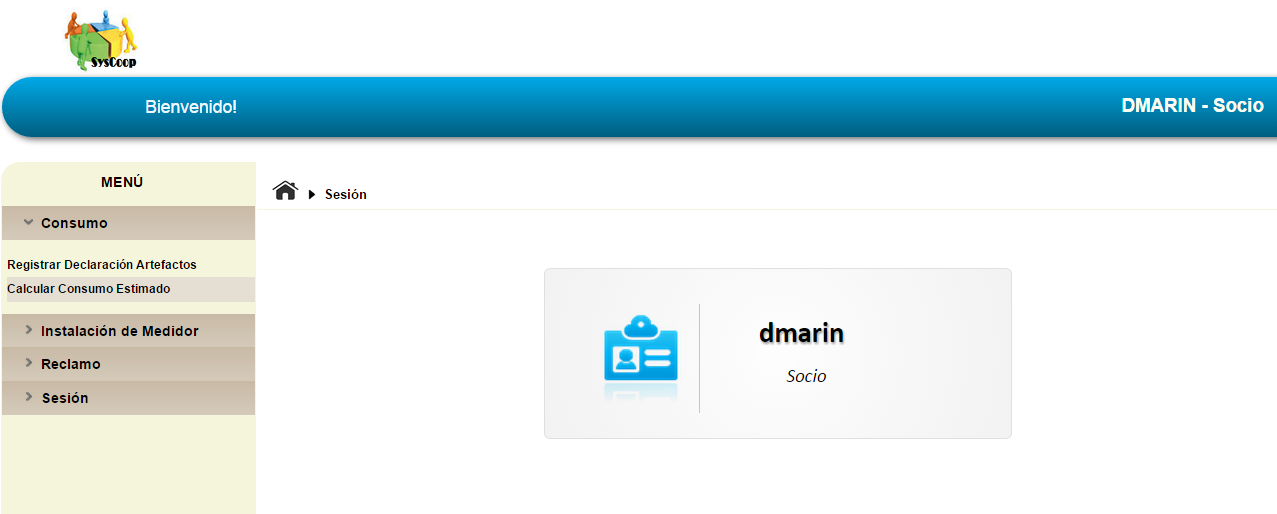 SysCoop
Bienvenido!
DMARIN - Socio
MENÚ
Consumo
Registrar Declaración Artefactos
Calcular Consumo Estimado
Instalación de Medidor
Reclamo
Sesión
Sesión
dmarin
Socio